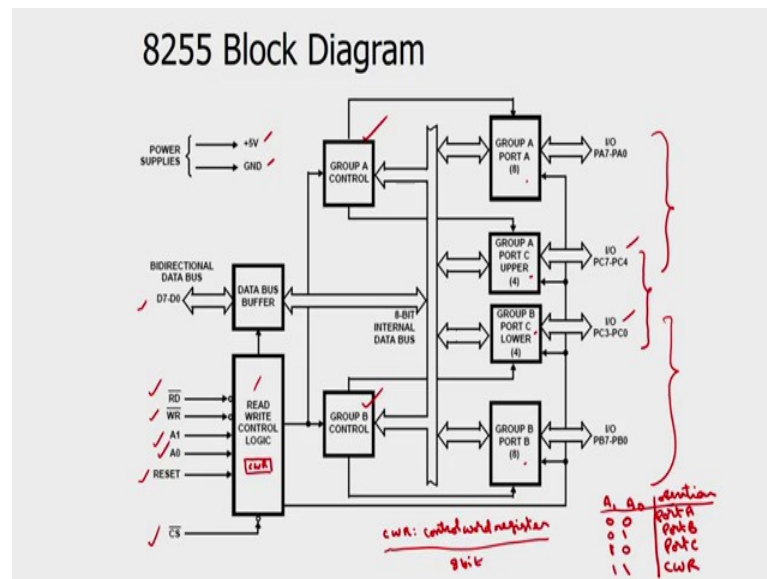 8255 Block Diagram
POWER
SUPPLIES
+5V
GND
GROUP A
CONTROL
GROUP A
PORT A
(8)
I/O
PA7-PA0
GROUP A
PORT C
UPPER
(4)
I/O
PC7-PC4
BIDIRECTIONAL
DATA BUS
D7-D0
DATA BUS
BUFFER
8-BIT
INTERNAL
DATA BUS
GROUP B
PORT C
LOWER
(4)
I/O
PC3-PC0
RD
WR
A1
A0
RESET
CS
READ
WRITE
CONTROL
LOGIC
CWR
GROUP B
CONTROL
GROUP B
PORT B
(8)
I/O
PB7-PB0
CWR: control word register
8bit
A1 A0
0 0 Port A
0 1 Port B
1 0 Port C
1 1 CWR